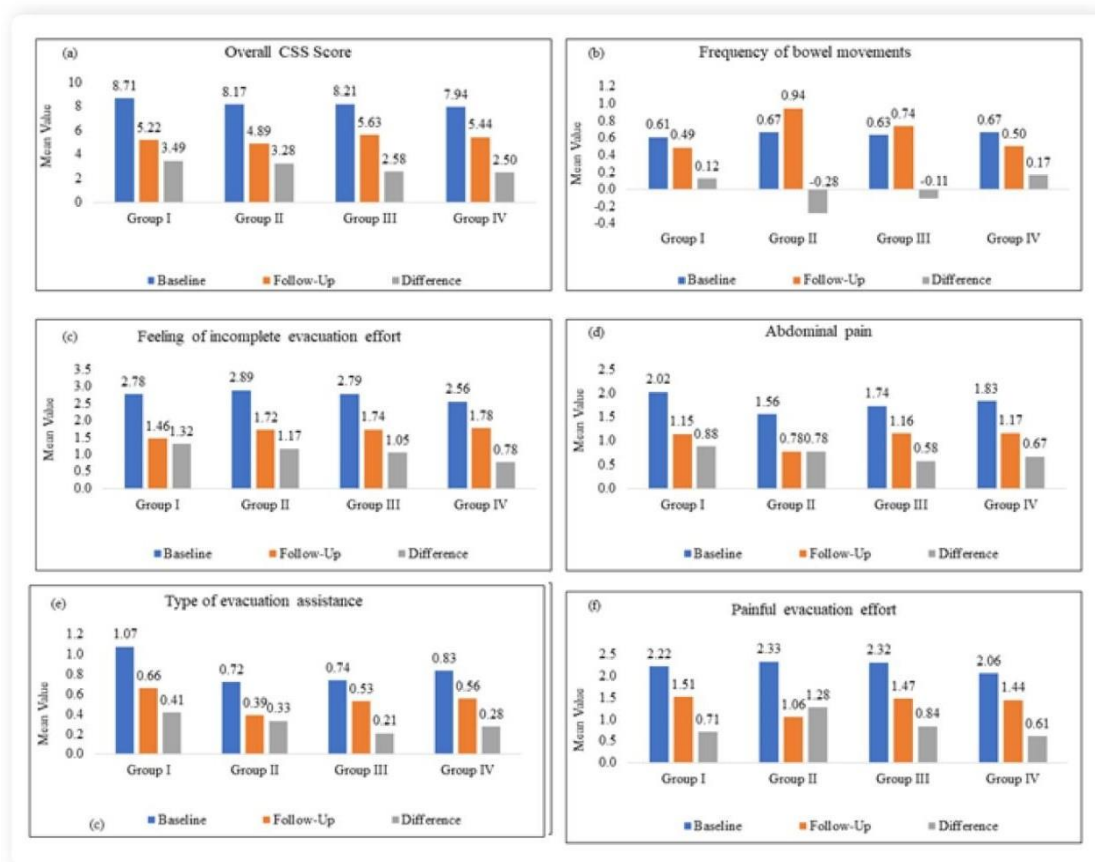 (a) Overall CSS Score
Mean Value
10
8
6
4
2
0
8.71 5.22 3.49
8.17 4.89 3.28
8.21 5.63 2.58
7.94 5.44 2.50
Group I Group II Group III Group IV
Baseline Follow-Up Difference
(b) Frequency of bowel movements
Mean Value
1.2
1.0
0.8
0.6
0.4
0.2
0.0
-0.2
-0.4
0.61 0.49 0.12
0.67 0.94 -0.28
0.63 0.74 -0.11
0.67 0.50 0.17
Group I Group II Group III Group IV
Baseline Follow-Up Difference
(c) Feeling of incomplete evacuation effort
Mean Value
3.5
3.0
2.5
2.0
1.5
1.0
0.5
0.0
2.78 1.46 1.32
2.89 1.72 1.17
2.79 1.74 1.05
2.56 1.78 0.78
Group I Group II Group III Group IV
Baseline Follow-Up Difference
(d) Abdominal pain
Mean Value
2.5
2.0
1.5
1.0
0.5
0.0
2.02 1.15 0.88
1.56 0.78 0.78
1.74 1.16 0.58
1.83 1.17 0.67
Group I Group II Group III Group IV
Baseline Follow-Up Difference
(e) Type of evacuation assistance
Mean Value
1.2
1.0
0.8
0.6
0.4
0.2
0.0
1.07 0.66 0.41
0.72 0.39 0.33
0.74 0.53 0.21
0.83 0.56 0.28
Group I Group II Group III Group IV
Baseline Follow-Up Difference
(c)
(f) Painful evacuation effort
Mean Value
2.5
2.0
1.5
1.0
0.5
0.0
2.22 1.51 0.71
2.33 1.06 1.28
2.32 1.47 0.84
2.06 1.44 0.61
Group I Group II Group III Group IV
Baseline Follow-Up Difference